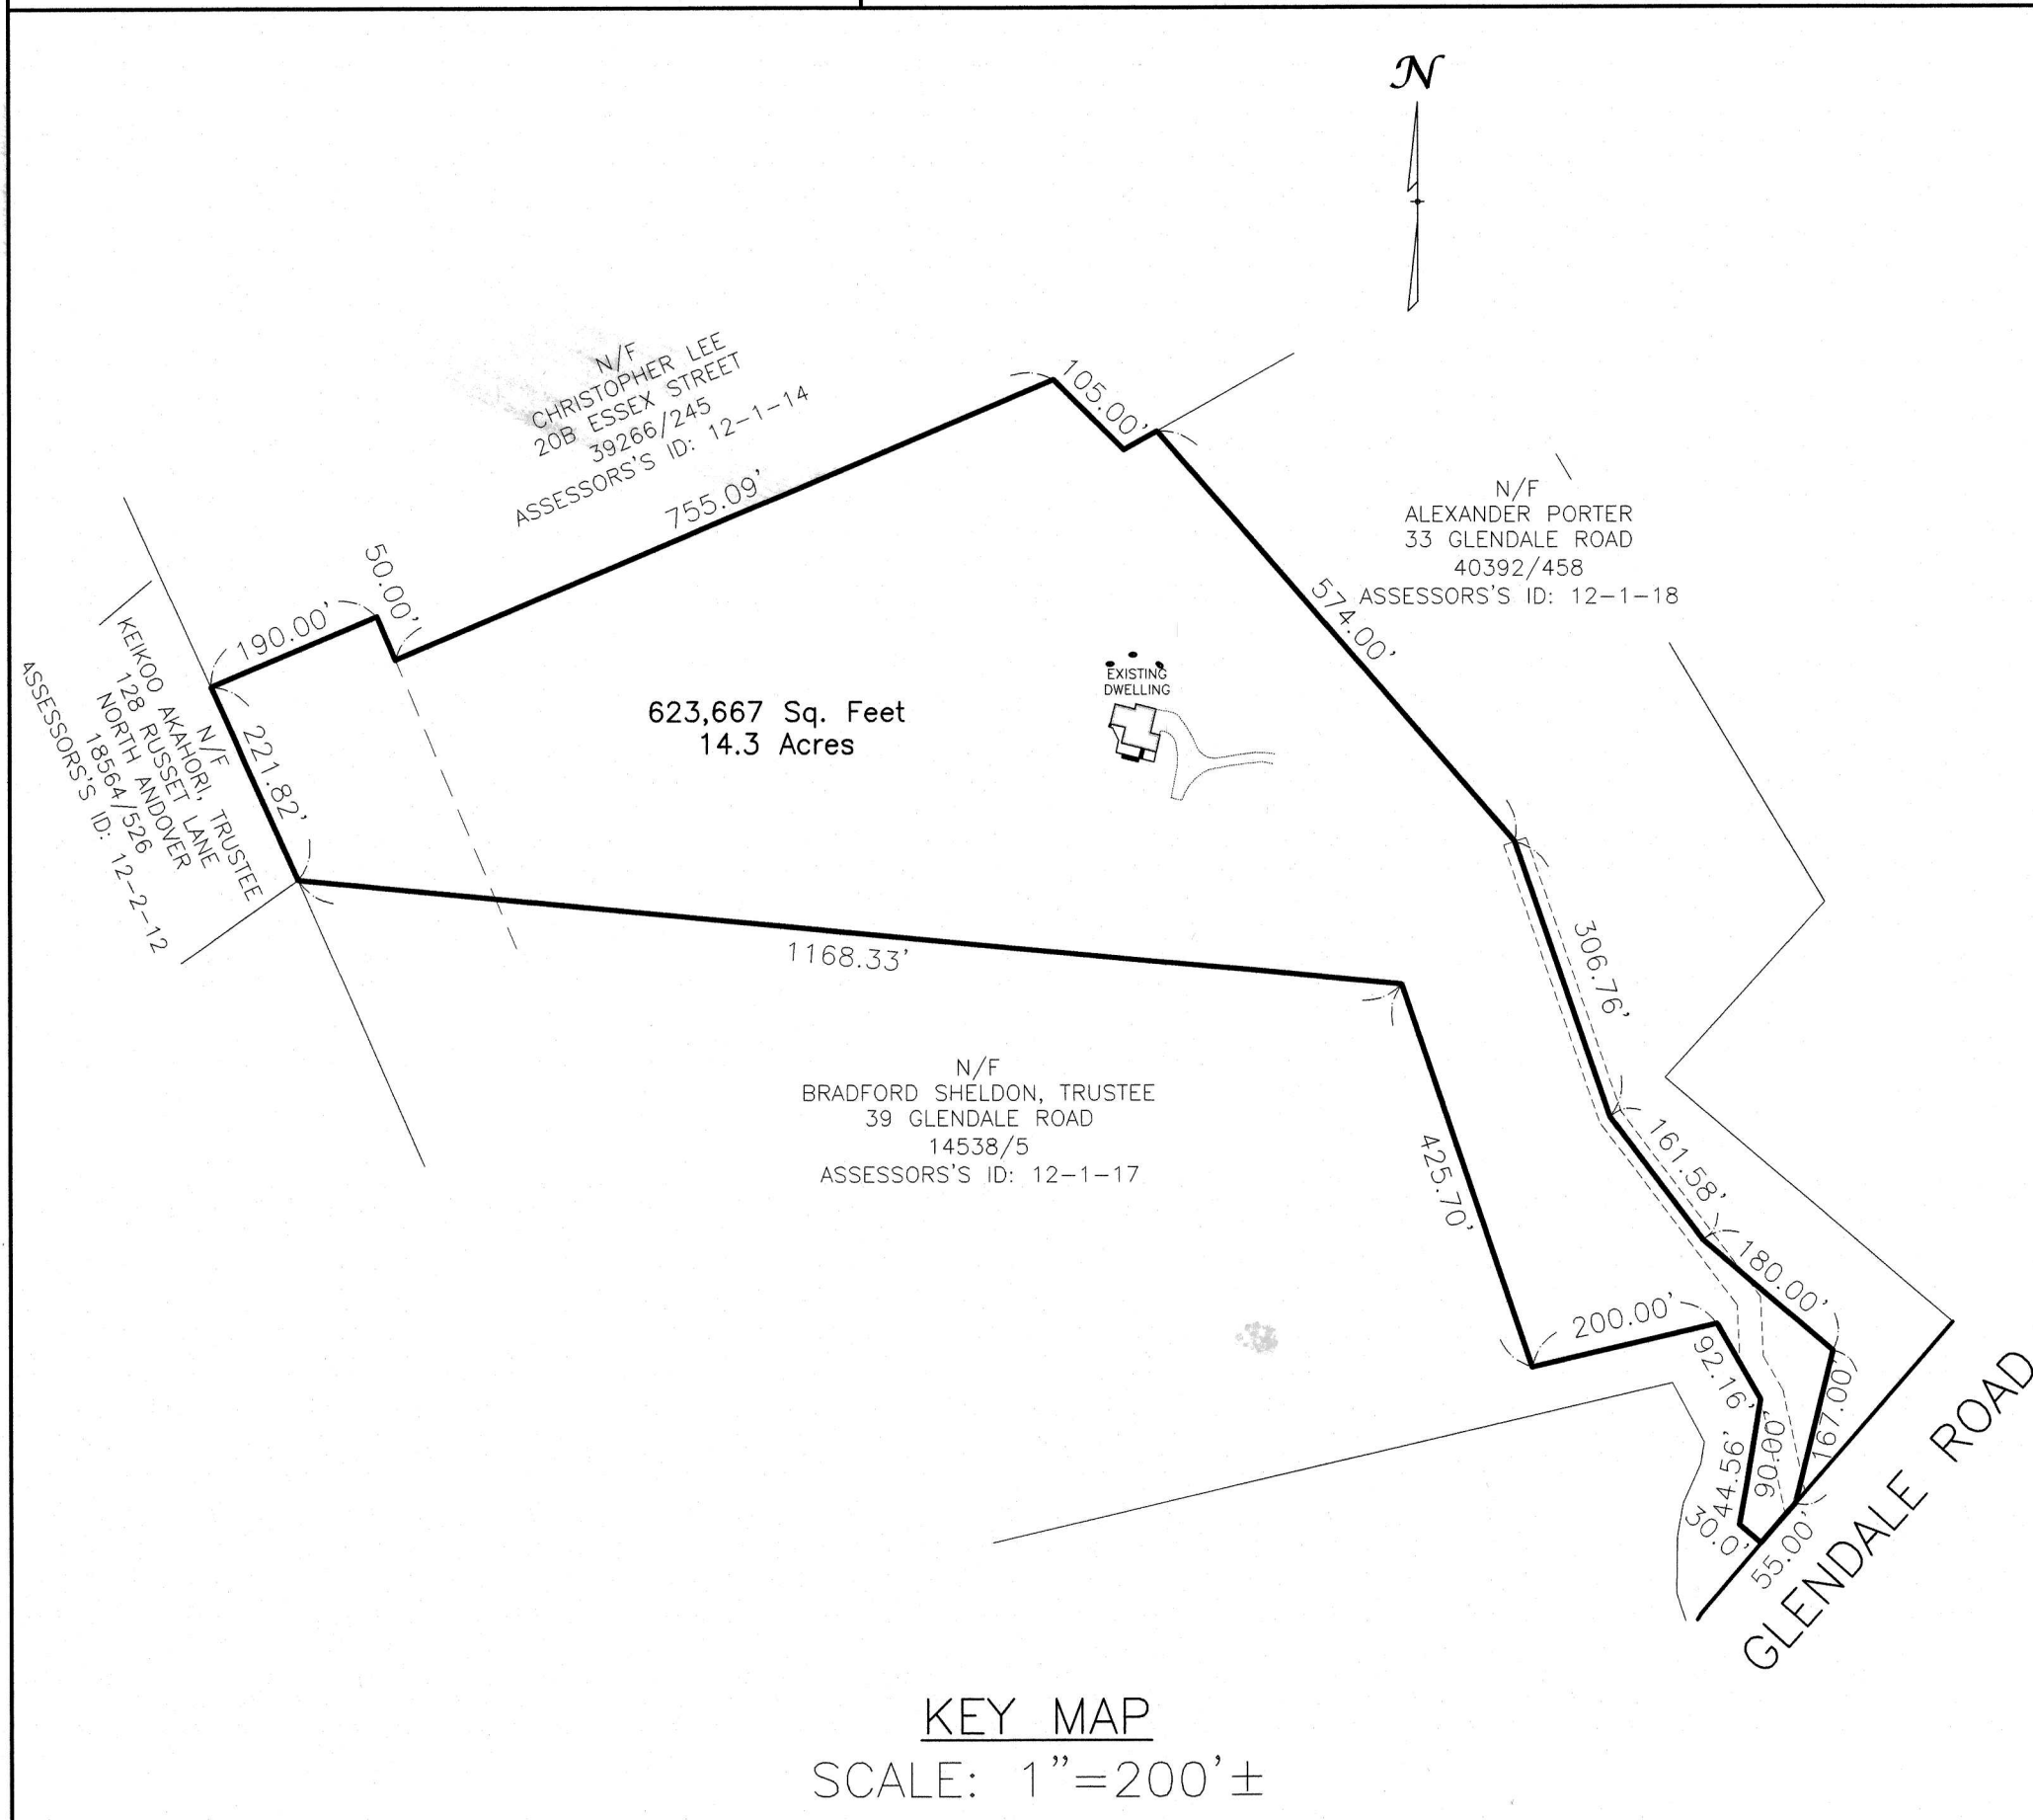 N
N/F
CHRISTOPHER LEE
20B ESSEX STREET
39266/245
ASSESSORS'S ID: 12-1-14
105.00'
755.09'
N/F
ALEXANDER PORTER
33 GLENDALE ROAD
40392/458
ASSESSORS'S ID: 12-1-18
50.00'
190.00'
574.00'
N/F
KEIKOO AKAHORI, TRUSTEE
128 RUSSET LANE
NORTH ANDOVER
18564/526
ASSESSORS'S ID: 12-2-12
221.82'
623,667 Sq. Feet
14.3 Acres
EXISTING
DWELLING
1168.33'
306.76'
N/F
BRADFORD SHELDON, TRUSTEE
39 GLENDALE ROAD
14538/5
ASSESSORS'S ID: 12-1-17
425.70'
161.58'
180.00'
200.00'
92.16'
167.00'
44.56'
90.00'
30.0'
55.00'
GLENDALE ROAD
KEY MAP
SCALE: 1"=200'±